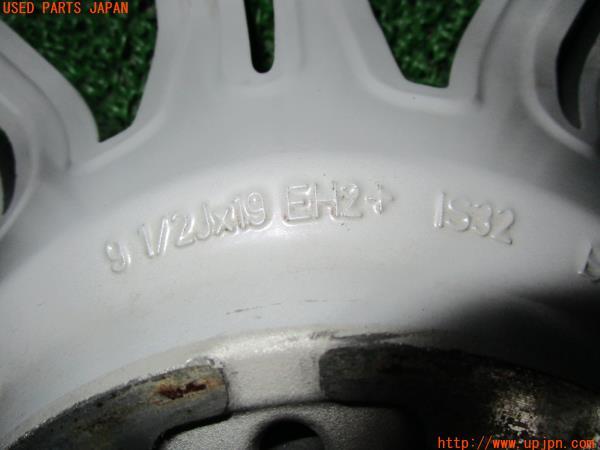 USED PARTS JAPAN
9 1/2Jx19 EH2+ IS32
http://www.upjpn.com